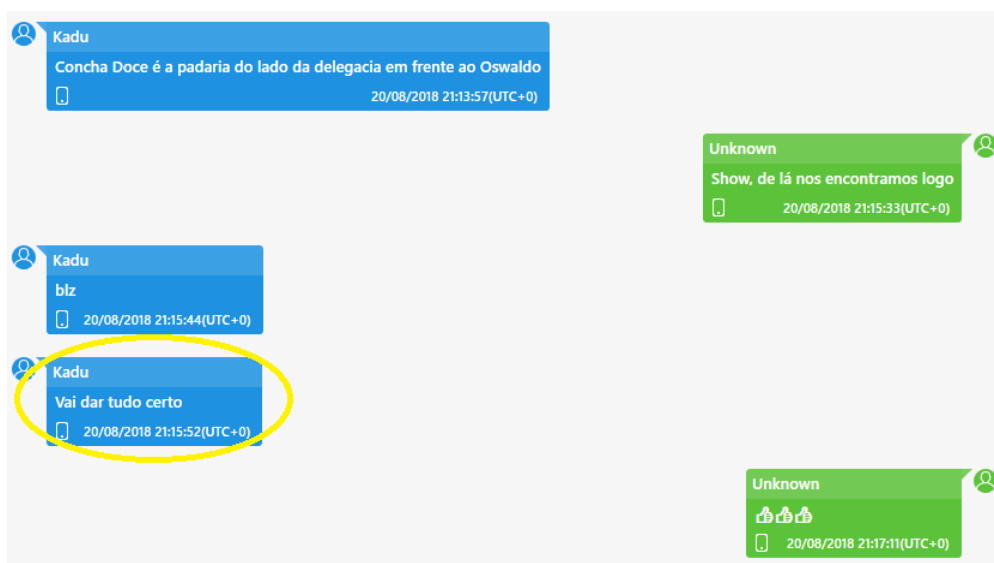 Kadu
Concha Doce é a padaria do lado da delegacia em frente ao Oswaldo
20/08/2018 21:13:57(UTC+0)
Unknown
Show, de lá nos encontramos logo
20/08/2018 21:15:33(UTC+0)
Kadu
blz
20/08/2018 21:15:44(UTC+0)
Kadu
Vai dar tudo certo
20/08/2018 21:15:52(UTC+0)
Unknown
👍👍👍
20/08/2018 21:17:11(UTC+0)